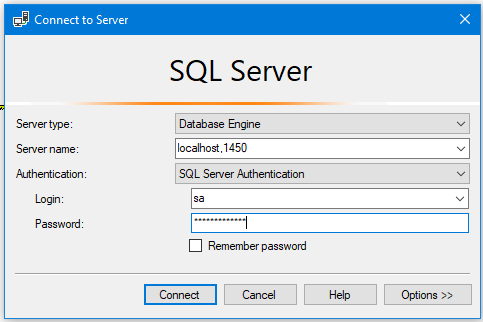 Connect to Server
SQL Server
Server type: Database Engine
Server name: localhost,1450
Authentication: SQL Server Authentication
Login: sa
Password: *************
Remember password
Connect Cancel Help Options >>